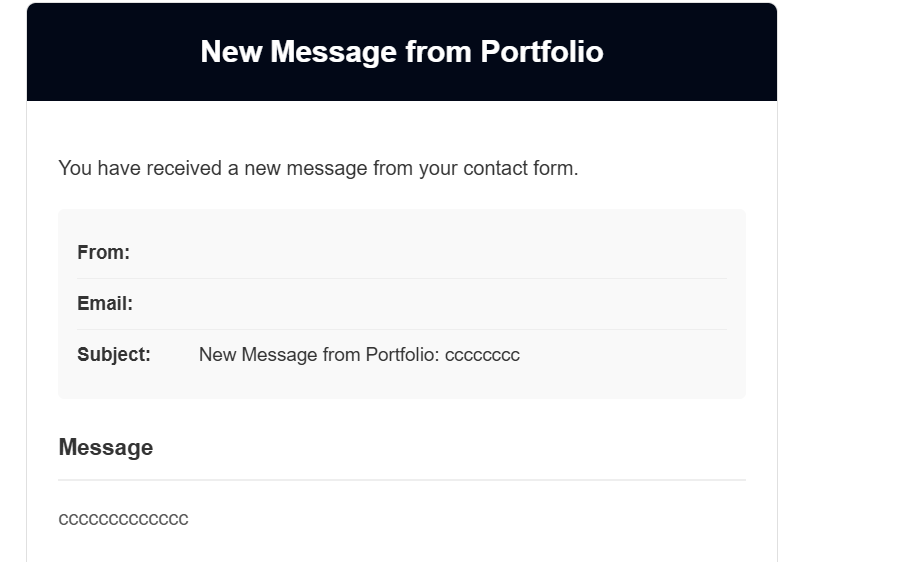 New Message from Portfolio
You have received a new message from your contact form.
From:
Email:
Subject: New Message from Portfolio: cccccccc
Message
ccccccccccccc